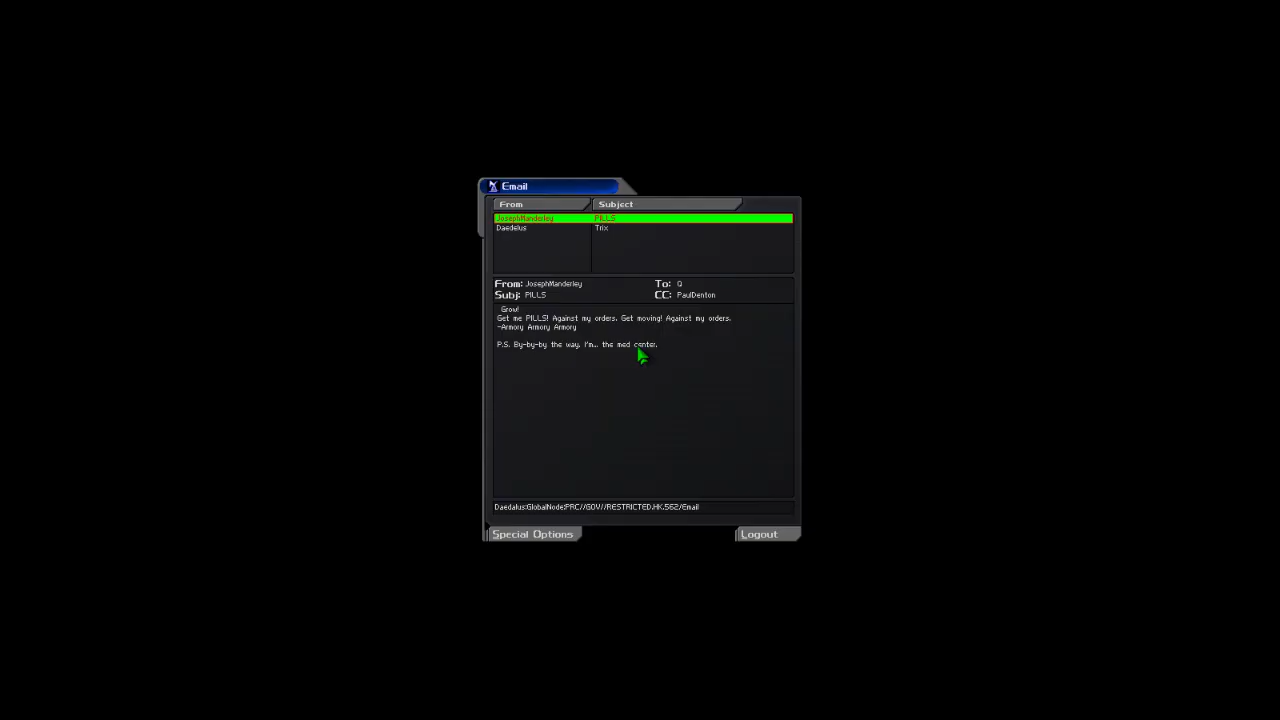 Email
From Subject
JosephManderley PILLS
Daedelus Trix
From: JosephManderley To: Q
Subj: PILLS CC: PaulDenton
Grow!
Get me PILLS! Against my orders. Get moving! Against my orders.
-Armory Armory Armory
P.S. By-by-by the way, I'm... the med center.
Daedalus:GlobalNode:PRC//GOV//RESTRICTED.HK.562/Email
Special Options Logout